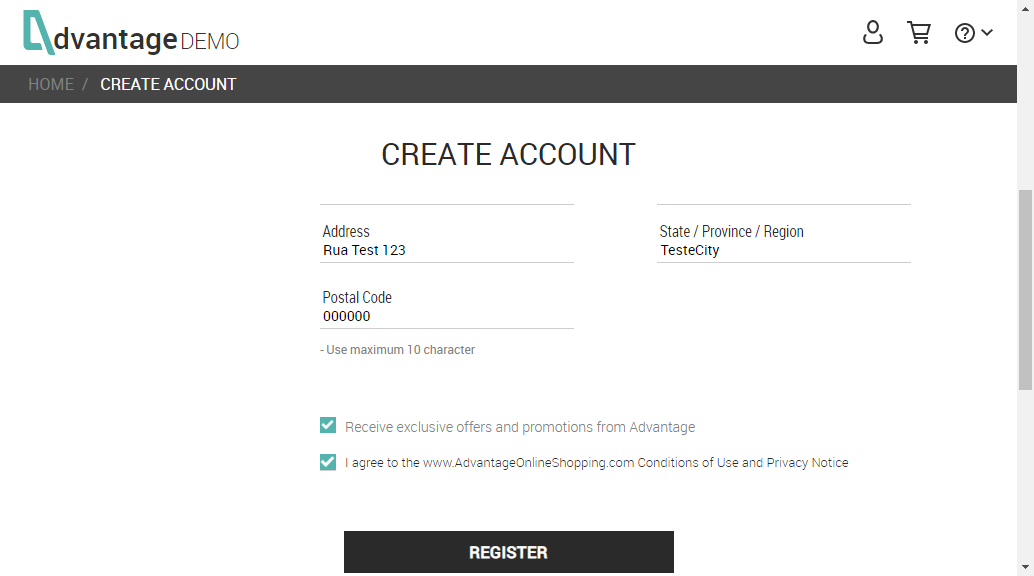 dvantage DEMO
HOME / CREATE ACCOUNT
CREATE ACCOUNT
Address
Rua Test 123
State / Province / Region
TesteCity
Postal Code
000000
- Use maximum 10 character
Receive exclusive offers and promotions from Advantage
I agree to the www.AdvantageOnlineShopping.com Conditions of Use and Privacy Notice
REGISTER